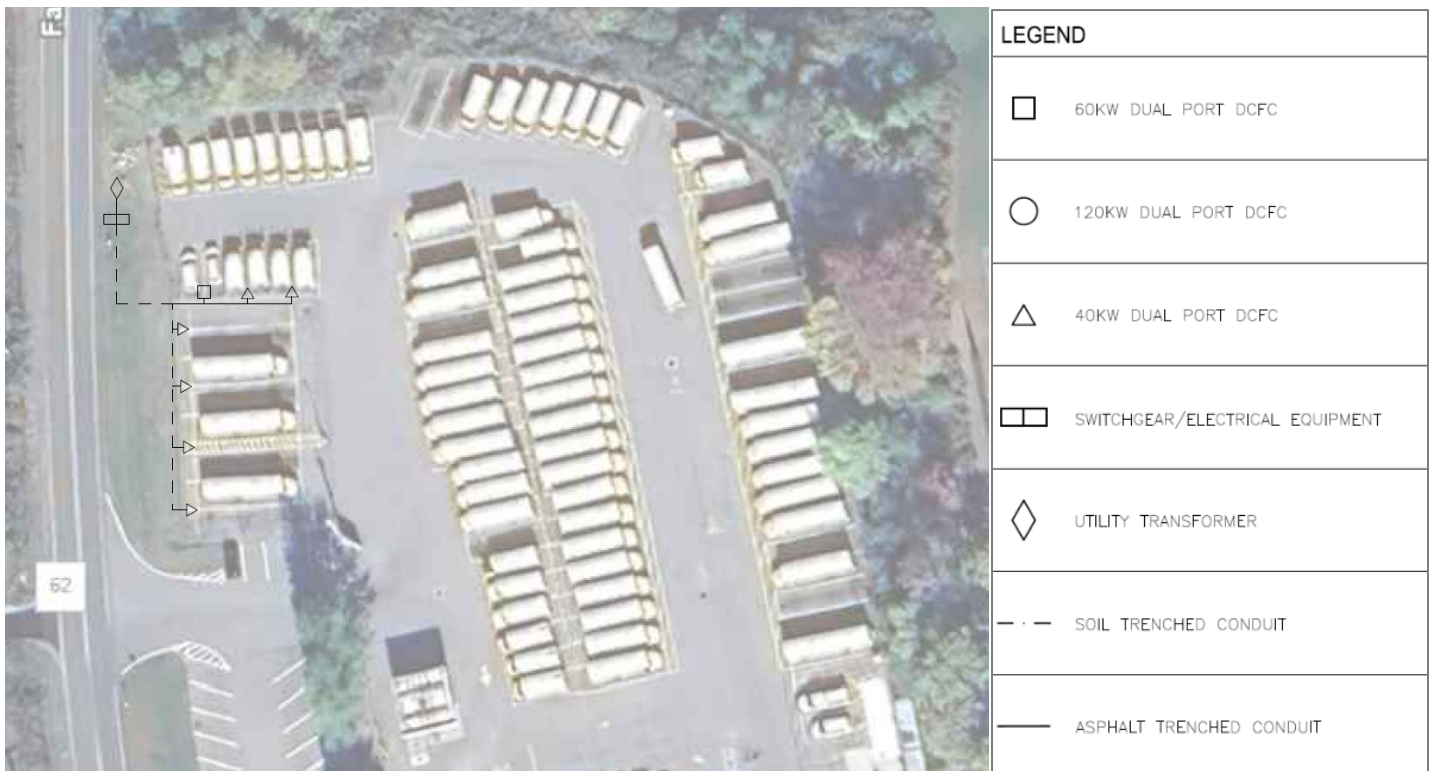 62
LEGEND
60KW DUAL PORT DCFC
120KW DUAL PORT DCFC
40KW DUAL PORT DCFC
SWITCHGEAR/ELECTRICAL EQUIPMENT
UTILITY TRANSFORMER
SOIL TRENCHED CONDUIT
ASPHALT TRENCHED CONDUIT